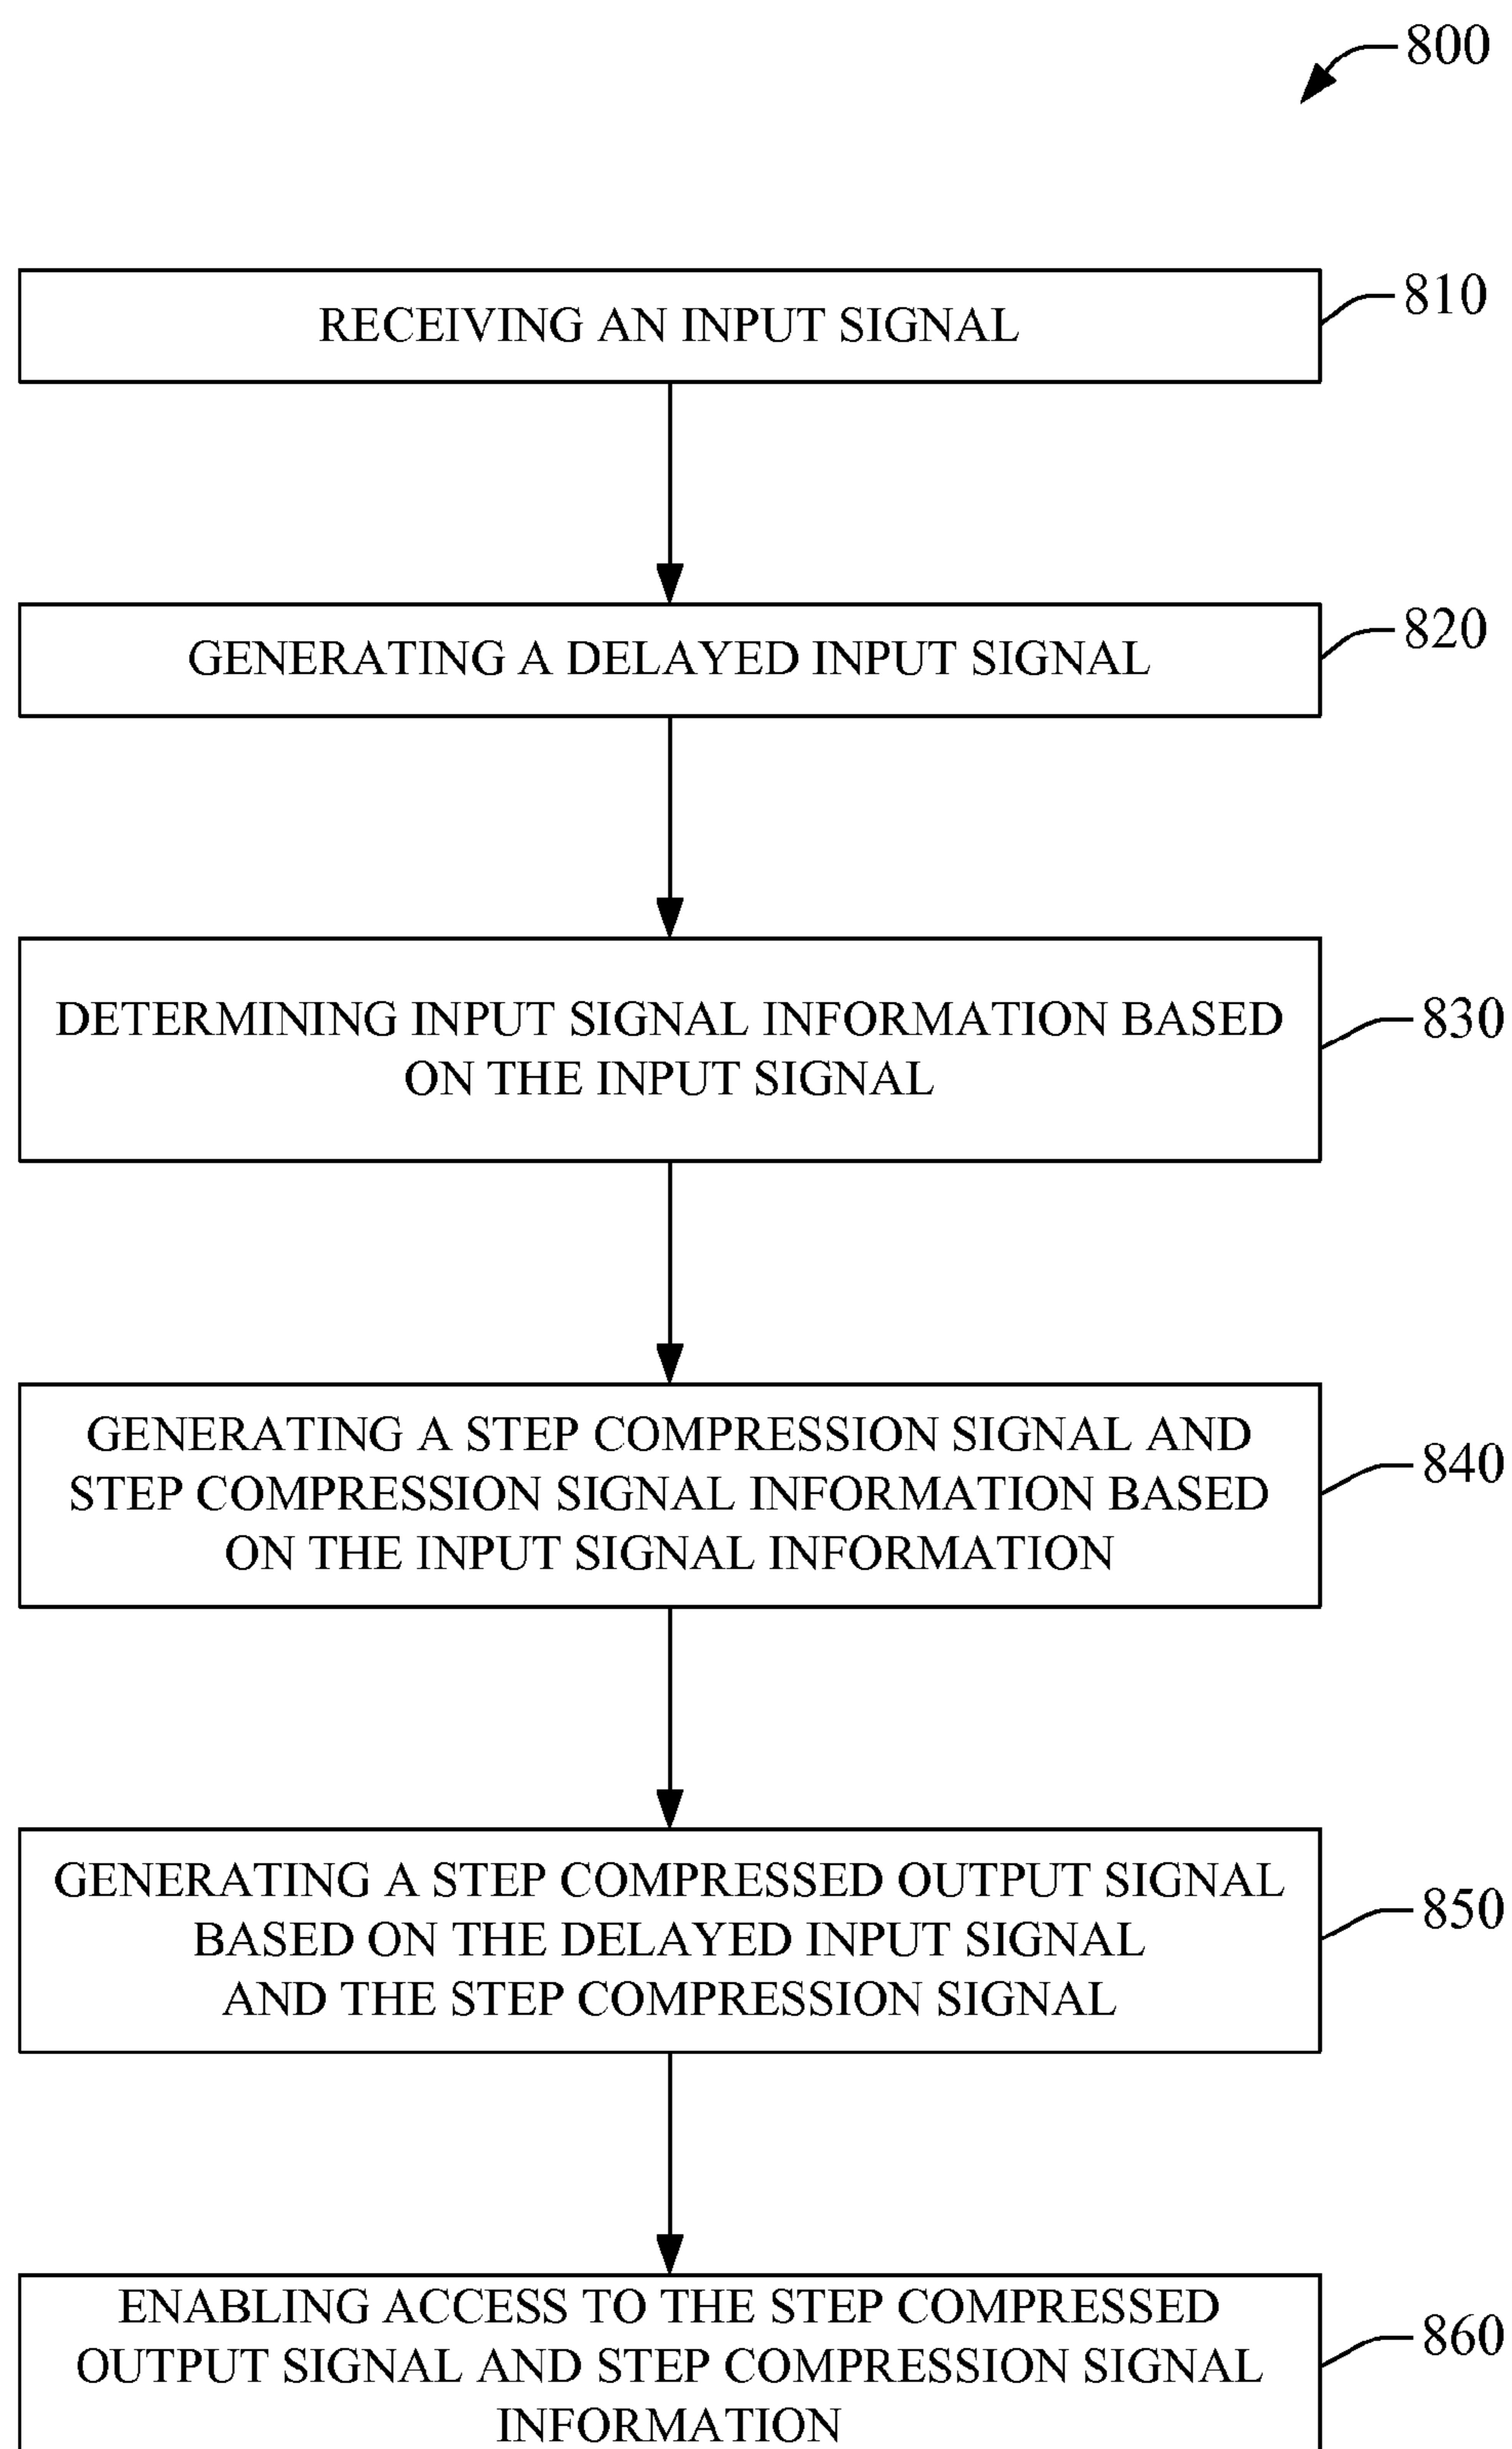 800
RECEIVING AN INPUT SIGNAL
810
GENERATING A DELAYED INPUT SIGNAL
820
DETERMINING INPUT SIGNAL INFORMATION BASED
ON THE INPUT SIGNAL
830
GENERATING A STEP COMPRESSION SIGNAL AND
STEP COMPRESSION SIGNAL INFORMATION BASED
ON THE INPUT SIGNAL INFORMATION
840
GENERATING A STEP COMPRESSED OUTPUT SIGNAL
BASED ON THE DELAYED INPUT SIGNAL
AND THE STEP COMPRESSION SIGNAL
850
ENABLING ACCESS TO THE STEP COMPRESSED
OUTPUT SIGNAL AND STEP COMPRESSION SIGNAL
INFORMATION
860